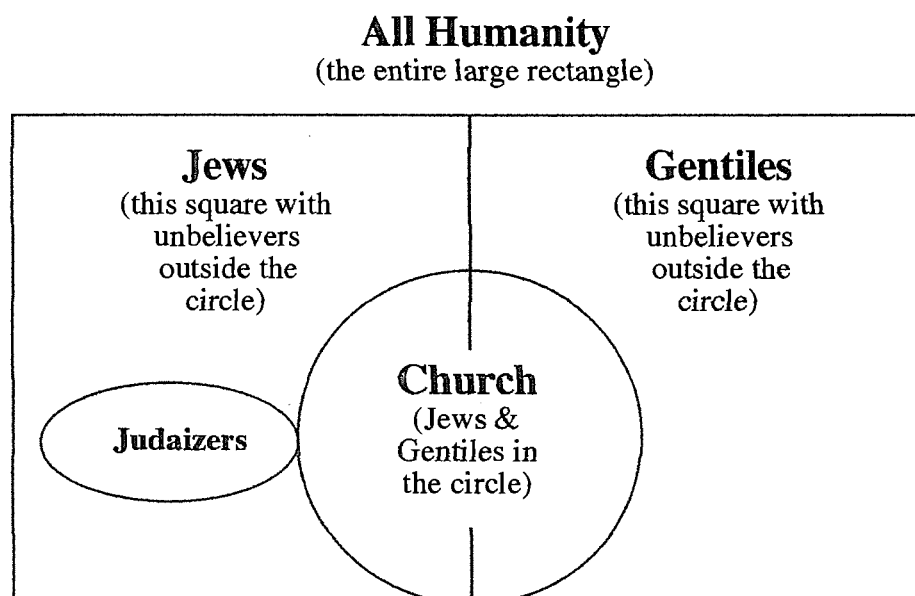 All Humanity
(the entire large rectangle)
Jews
(this square with
unbelievers
outside the
circle)
Gentiles
(this square with
unbelievers
outside the
circle)
Church
(Jews &
Gentiles in
the circle)
Judaizers